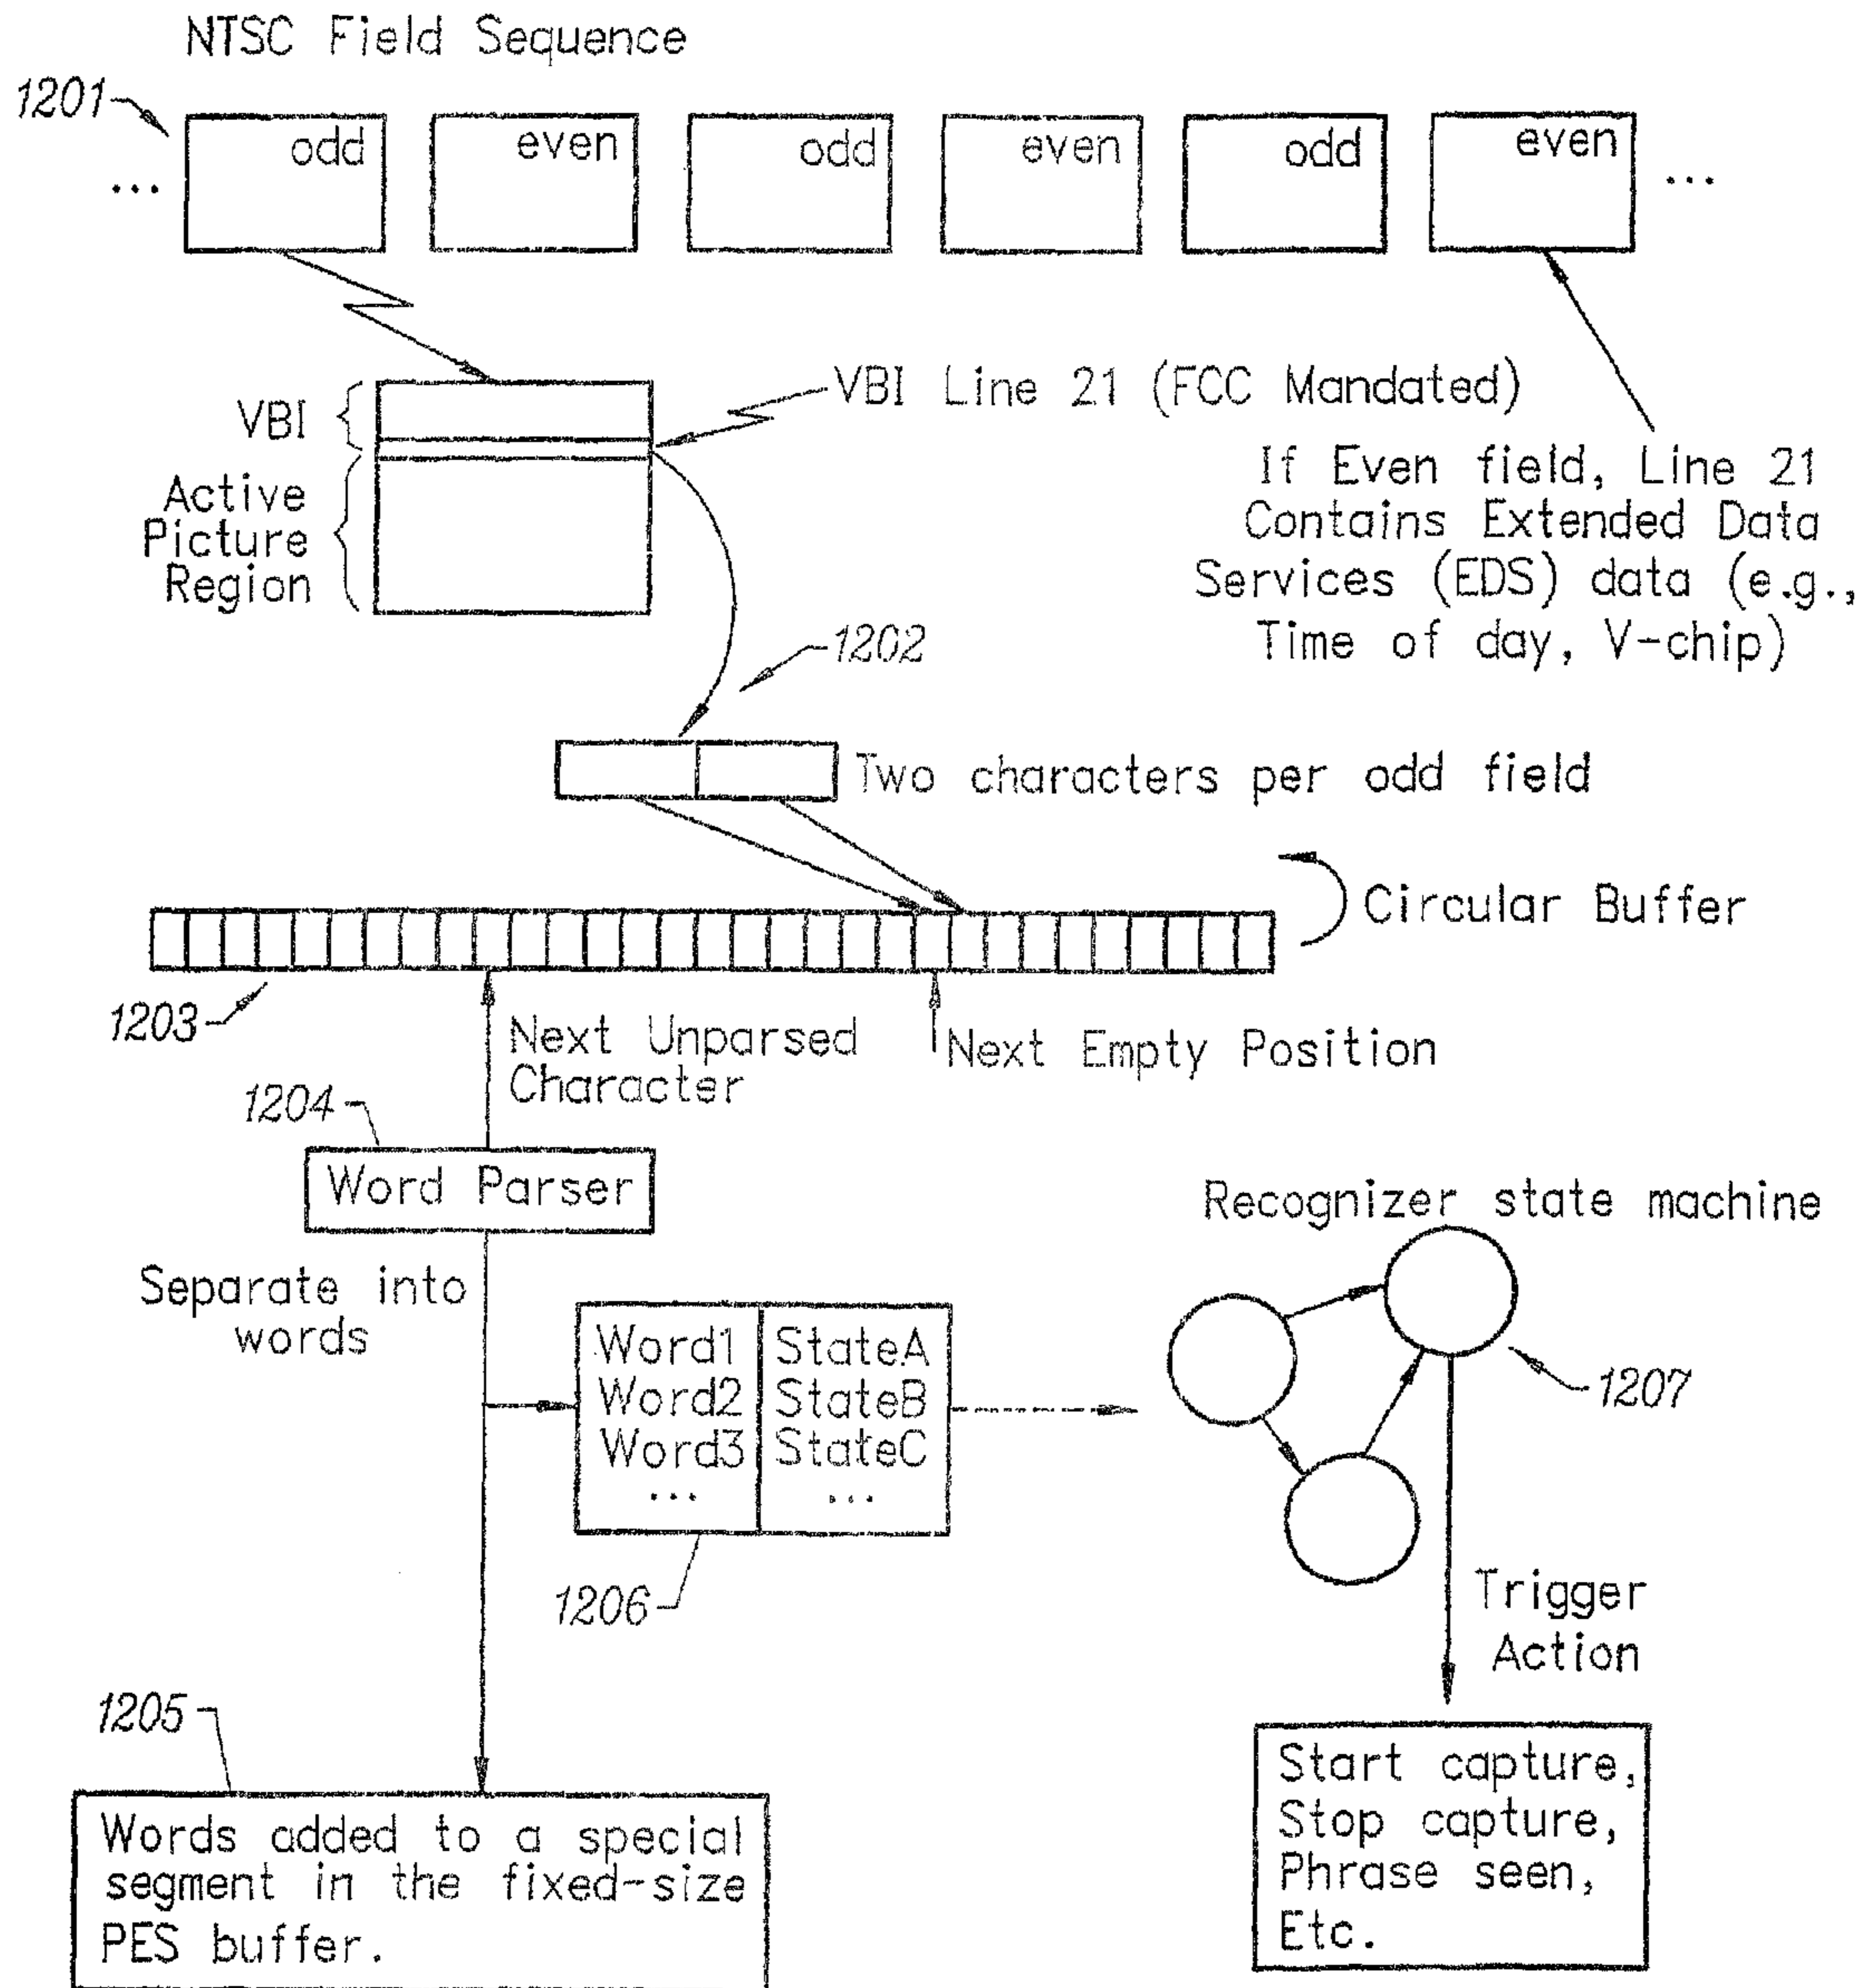 NTSC Field Sequence
1201
odd
even
odd
even
odd
even
...
...
VBI
VBI Line 21 (FCC Mandated)
Active
Picture
Region
If Even field, Line 21
Contains Extended Data
Services (EDS) data (e.g.,
Time of day, V-chip)
1202
Two characters per odd field
Circular Buffer
1203
Next Unparsed
Character
Next Empty Position
1204
Word Parser
Separate into
words
Word1 StateA
Word2 StateB
Word3 StateC
... ...
1206
Recognizer state machine
1207
Trigger
Action
1205
Words added to a special
segment in the fixed-size
PES buffer.
Start capture,
Stop capture,
Phrase seen,
Etc.